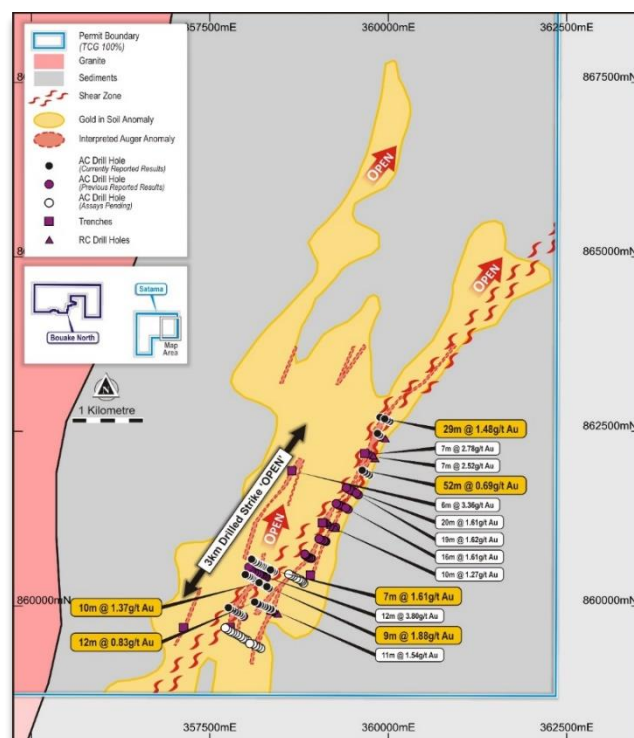 357500mE
360000mE
362500mE
Permit Boundary
(TCG 100%)
Granite
Sediments
Shear Zone
Gold in Soil Anomaly
Interpreted Auger Anomaly
AC Drill Hole
(Currently Reported Results)
AC Drill Hole
(Previous Reported Results)
AC Drill Hole
(Assays Pending)
Trenches
RC Drill Holes
867500mN
OPEN
865000mN
865000mN
OPEN
Satama
Bouake North
Map
Area
N
1 Kilometre
862500mN
29m @ 1.48g/t Au
7m @ 2.78g/t Au
7m @ 2.52g/t Au
52m @ 0.69g/t Au
6m @ 3.36g/t Au
20m @ 1.61g/t Au
19m @ 1.62g/t Au
16m @ 1.61g/t Au
10m @ 1.27g/t Au
3km Drilled Strike 'OPEN'
OPEN
860000mN
860000mN
10m @ 1.37g/t Au
12m @ 0.83g/t Au
7m @ 1.61g/t Au
12m @ 3.80g/t Au
9m @ 1.88g/t Au
11m @ 1.54g/t Au
357500mE
360000mE
362500mE